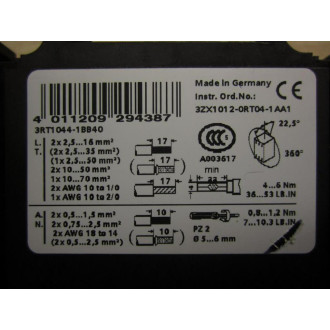 Made in Germany
Instr. Ord.No.:
3ZX1012-0RT04-1AA1
4 011209 294387
3RT1044-1BB40
L. 2x 2,5...16 mm² 17
T. (2x 2,5...35 mm²)
(1x 2,5...50 mm²)
2x 10...50 mm² 17
1x 10...70 mm²
2x AWG 10 to 2/0 17
1x AWG 10 to 1/0
CCC
A003617
22,5°
360°
min
22
4...6 Nm
36...53 LB.IN
A. 2x 0,5...1,5 mm² 10
N. 2x 0,75...2,5 mm²
2x AWG 18 to 14 10
(2x 0,5...2,5 mm²)
PZ 2
Ø 5...6 mm
0,8...1,2 Nm
7...10.3 LB.IN